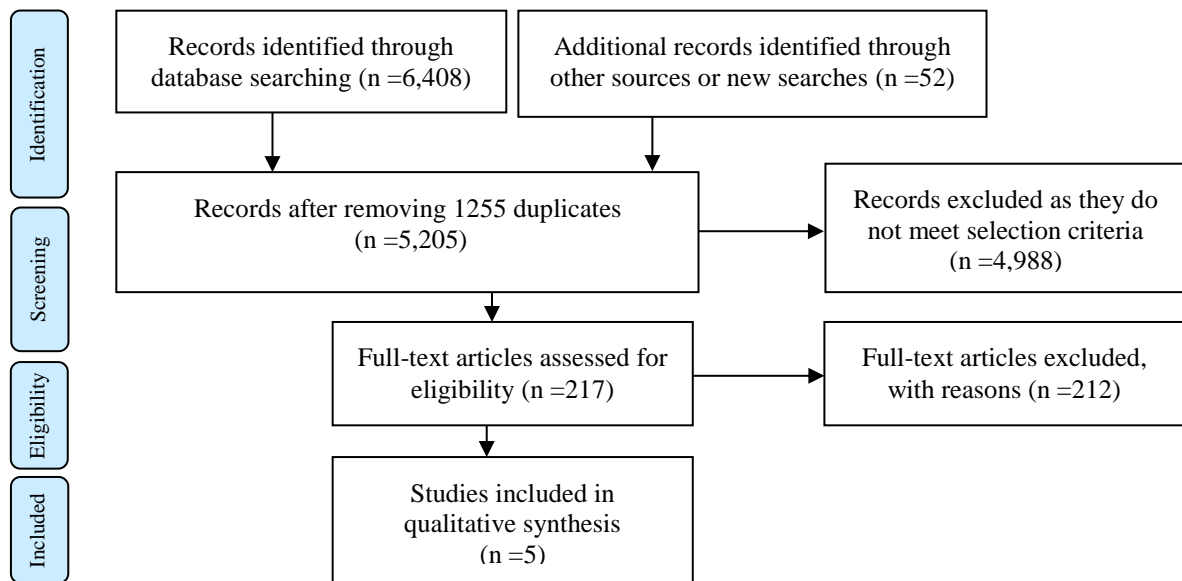 Identification
Records identified through
database searching (n =6,408)
Additional records identified through
other sources or new searches (n =52)
Screening
Records after removing 1255 duplicates
(n =5,205)
Records excluded as they do
not meet selection criteria
(n =4,988)
Eligibility
Full-text articles assessed for
eligibility (n =217)
Full-text articles excluded,
with reasons (n =212)
Included
Studies included in
qualitative synthesis
(n =5)